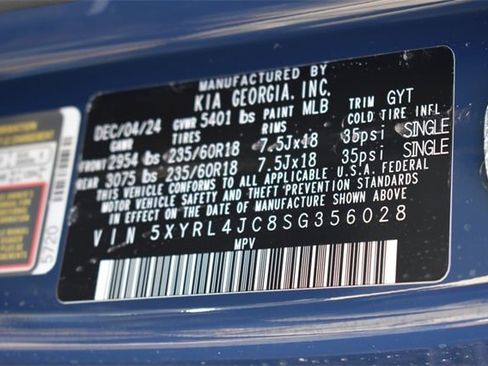 MANUFACTURED BY
KIA GEORGIA, INC.
DEC/04/24 GVWR 5401 lbs PAINT MLB TRIM GYT
TIRES RIMS COLD TIRE INFL
FRONT 2954 lbs 235/60R18 7.5Jx18 35psi SINGLE
REAR 3075 lbs 235/60R18 7.5Jx18 35psi SINGLE
THIS VEHICLE CONFORMS TO ALL APPLICABLE U.S.A. FEDERAL
MOTOR VEHICLE SAFETY AND THEFT PREVENTION STANDARDS
IN EFFECT ON THE DATE OF MANUFACTURE SHOWN ABOVE
VIN 5XYRL4JC8SG356028
MPV
5720